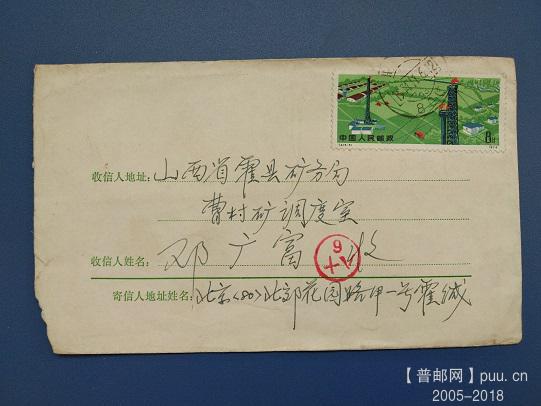 中国人民邮政
8分
1974
收信人地址：山西省霍县矿务局
曹村矿调度室
收信人姓名：邓广富 收
寄信人地址姓名：北京(80)北郊花园路甲一号霍缄
【普邮网】puu.cn
2005-2018